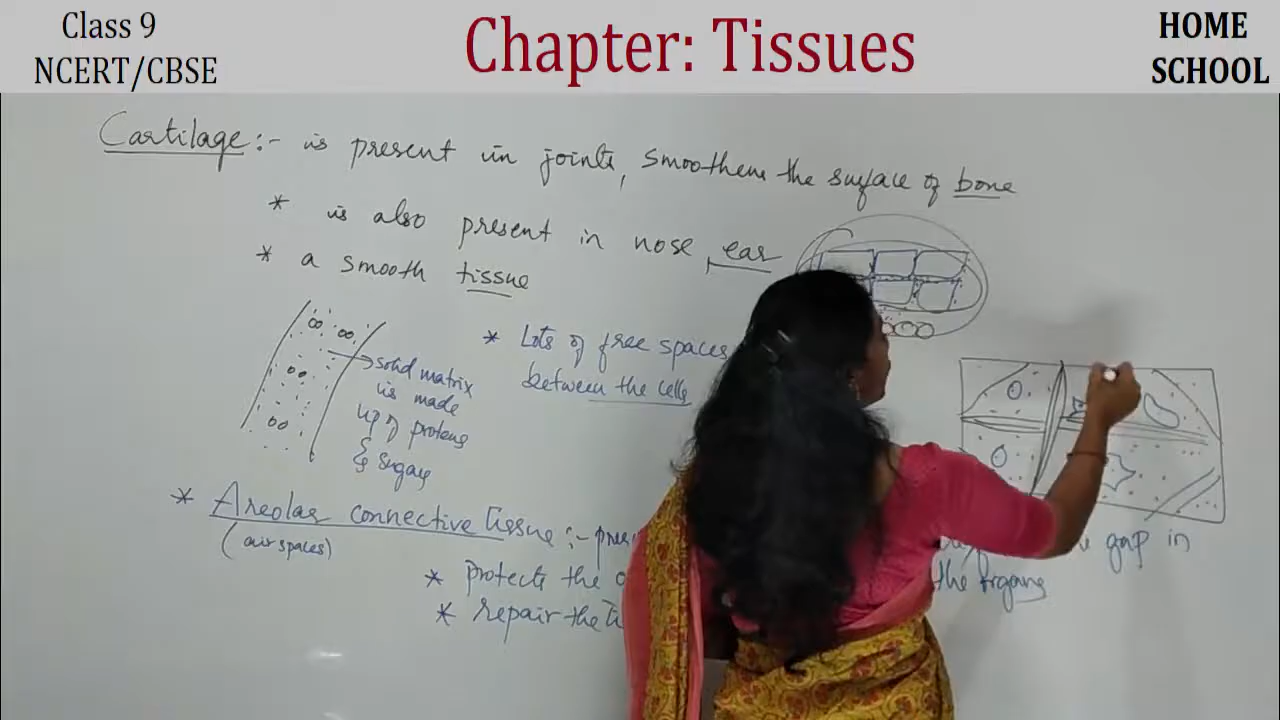 Class 9
NCERT/CBSE
Chapter: Tissues
HOME
SCHOOL
Cartilage :- is present in joints, smoothens the surface of bone
* is also present in nose, ear
* a smooth tissue
solid matrix
is made
up of proteins
& sugars
* Lots of free spaces
between the cells
* Areolar connective Tissue :-
(air spaces)
* protects the
* repair the
gap in
the organs